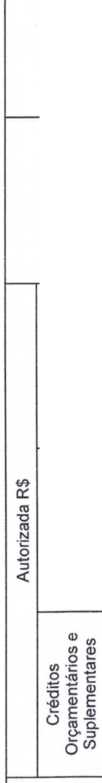 Autorizada R$
Créditos
Orçamentários e
Suplementares